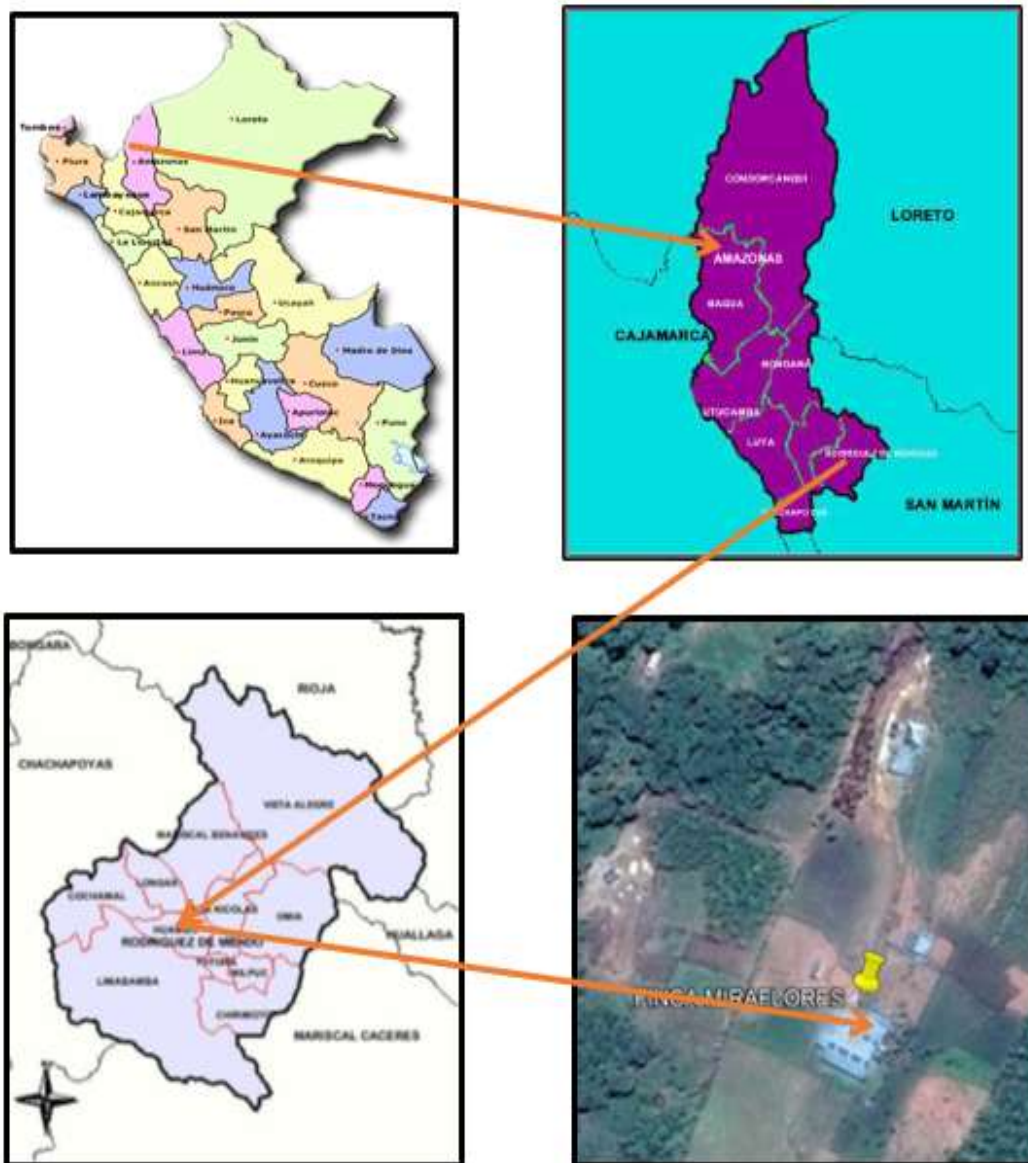 Loreto
Tumbes
Piura
Amazonas
Lambayeque
Cajamarca
San Martin
La Libertad
Ancash
Huánuco
Ucayali
Pasco
Junín
Lima
Madre de Dios
Huancavelica
Cusco
Ica
Apurímac
Ayacucho
Puno
Arequipa
Moquegua
Tacna
CONDORCANQUI
LORETO
AMAZONAS
BAGUA
CAJAMARCA
BONGARÁ
UTCUBAMBA
LUYA
SAN MARTÍN
BONGARA
RIOJA
CHACHAPOYAS
VISTA ALEGRE
MARISCAL BENAVIDES
LONGAR
COCHAMAL
NICOLAS
OMIA
HUALLAGA
RODRIGUEZ DE MENDO
TOTORA
MILPUC
LIMABAMBA
CHIRIMOTO
MARISCAL CACERES
FINCA MIRAFLORES